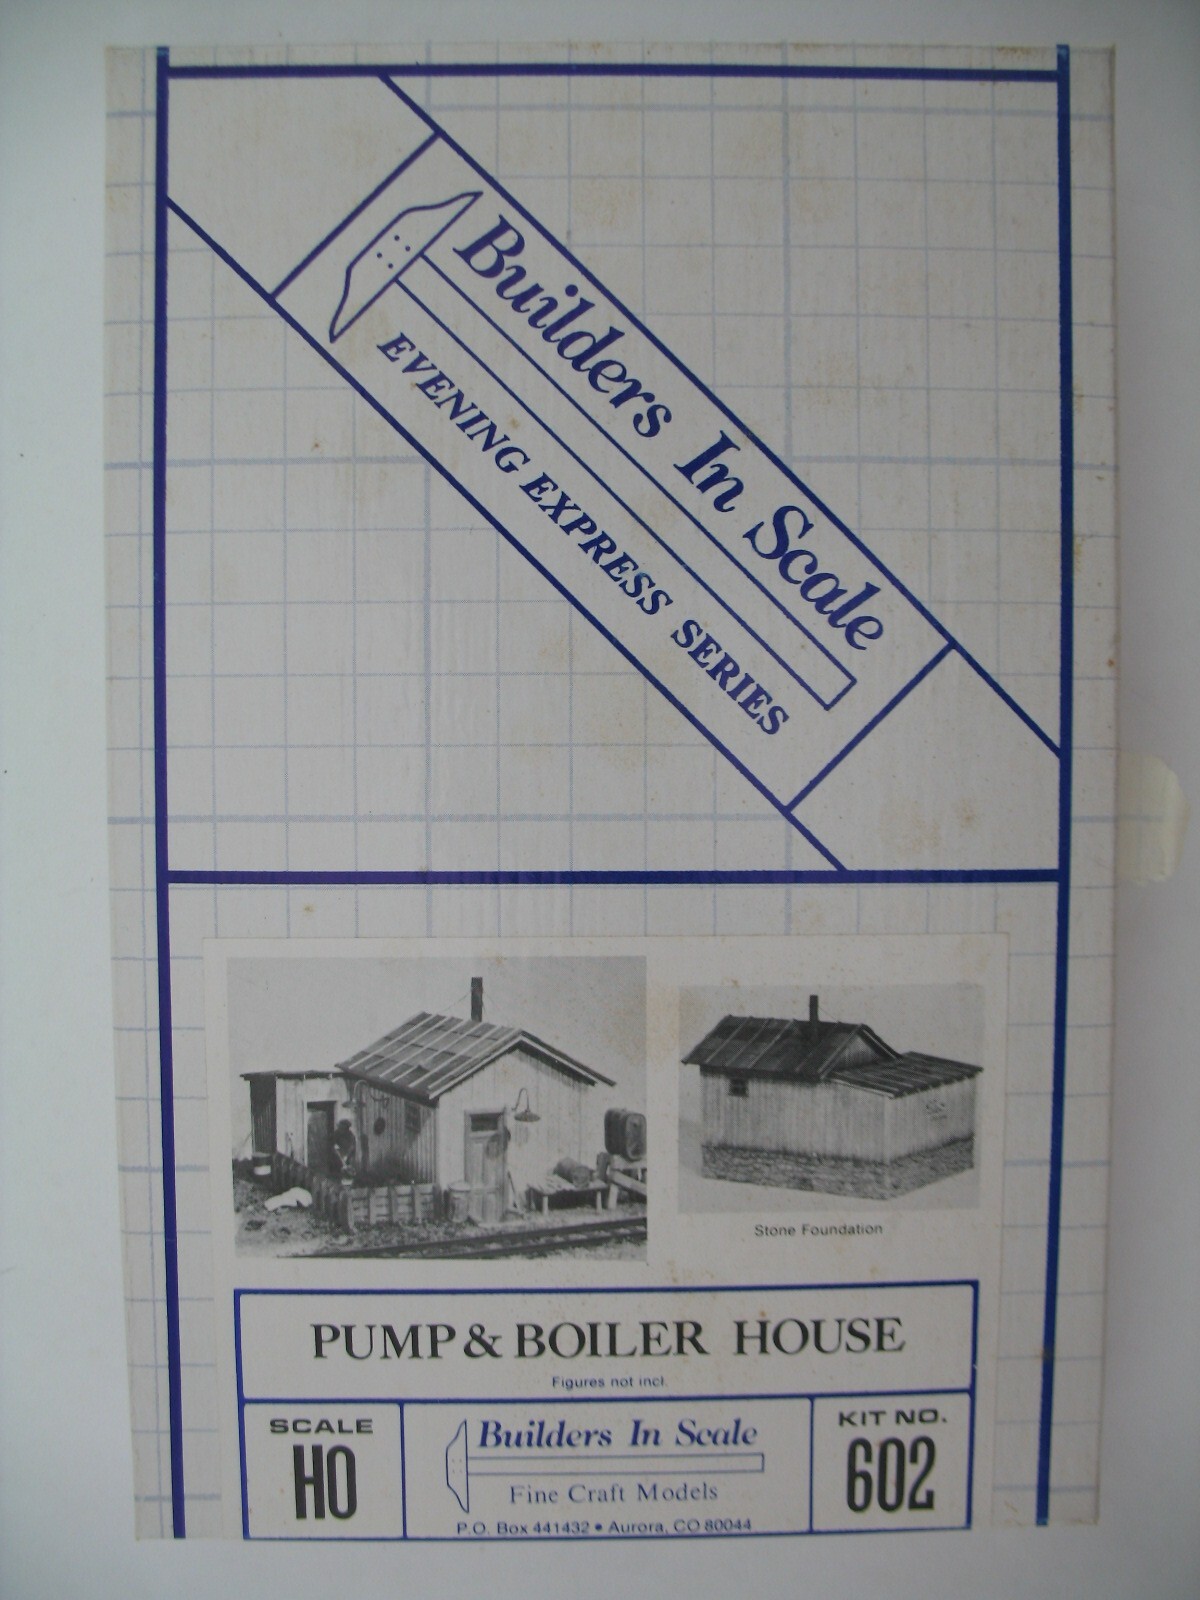 Builders In Scale
EVENING EXPRESS SERIES
Stone Foundation
PUMP & BOILER HOUSE
Figures not incl.
SCALE
HO
Builders In Scale
Fine Craft Models
P.O. Box 441432 • Aurora, CO 80044
KIT NO.
602